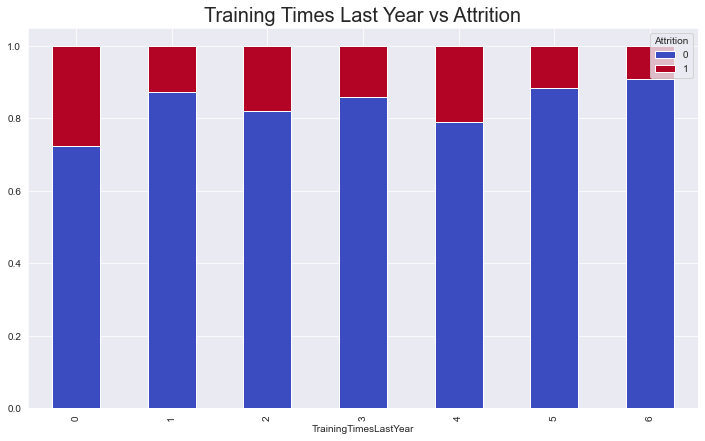 Training Times Last Year vs Attrition
Attrition
0
1
1.0
0.8
0.6
0.4
0.2
0.0
0 1 2 3 4 5 6
TrainingTimesLastYear